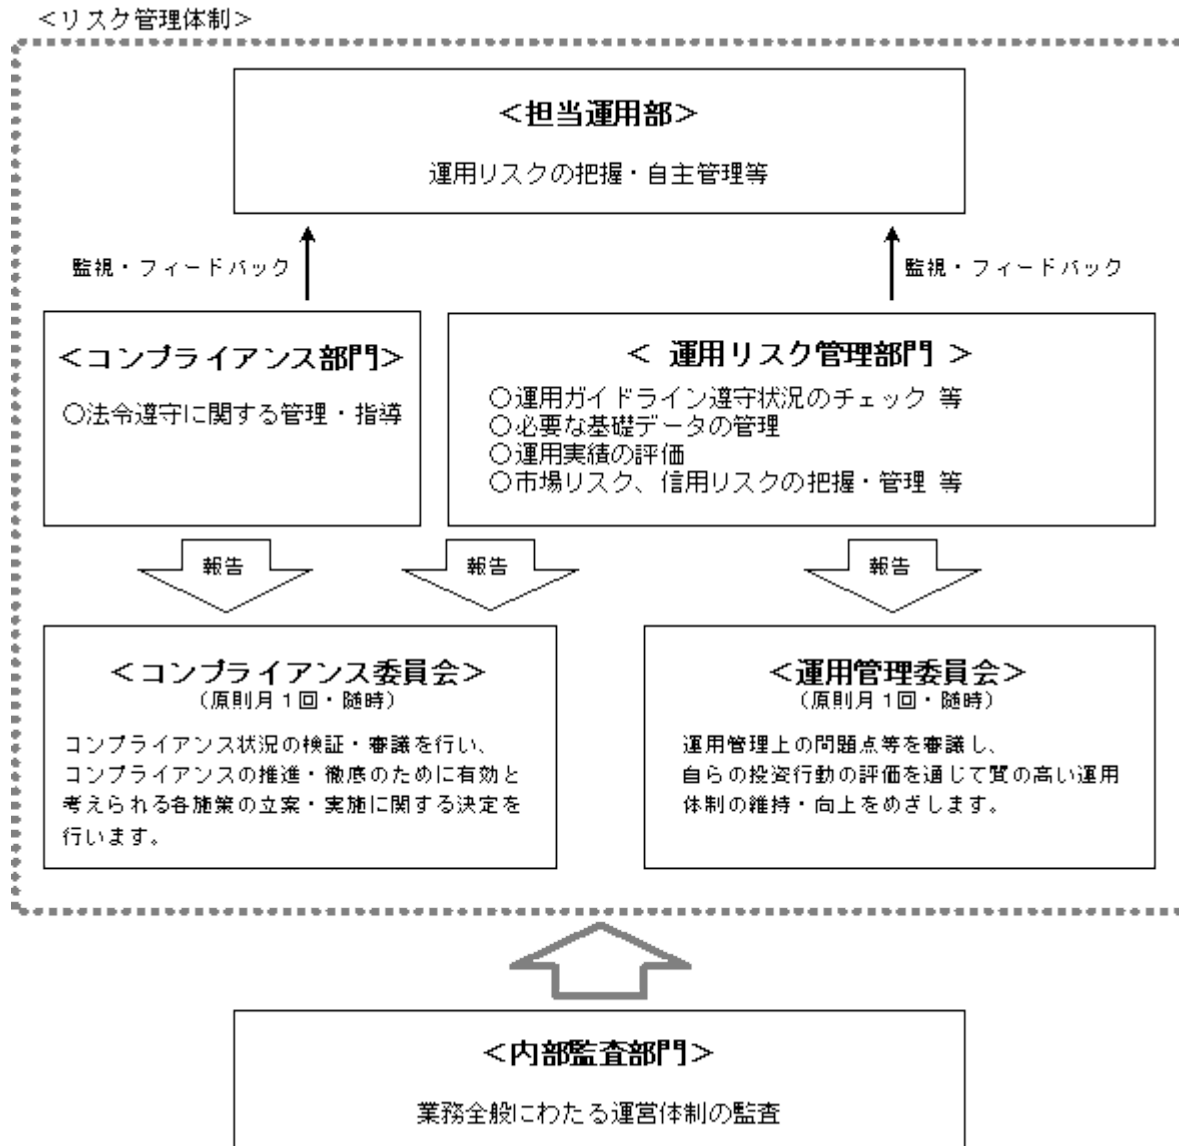 ＜リスク管理体制＞
＜担当運用部＞
運用リスクの把握・自主管理等
監視・フィードバック
監視・フィードバック
＜コンプライアンス部門＞
○法令遵守に関する管理・指導
＜ 運用リスク管理部門 ＞
○運用ガイドライン遵守状況のチェック 等
○必要な基礎データの管理
○運用実績の評価
○市場リスク、信用リスクの把握・管理 等
報告
報告
報告
＜コンプライアンス委員会＞
（原則月１回・随時）
コンプライアンス状況の検証・審議を行い、
コンプライアンスの推進・徹底のために有効と
考えられる各施策の立案・実施に関する決定を
行います。
＜運用管理委員会＞
（原則月１回・随時）
運用管理上の問題点等を審議し、
自らの投資行動の評価を通じて質の高い運用
体制の維持・向上をめざします。
＜内部監査部門＞
業務全般にわたる運営体制の監査